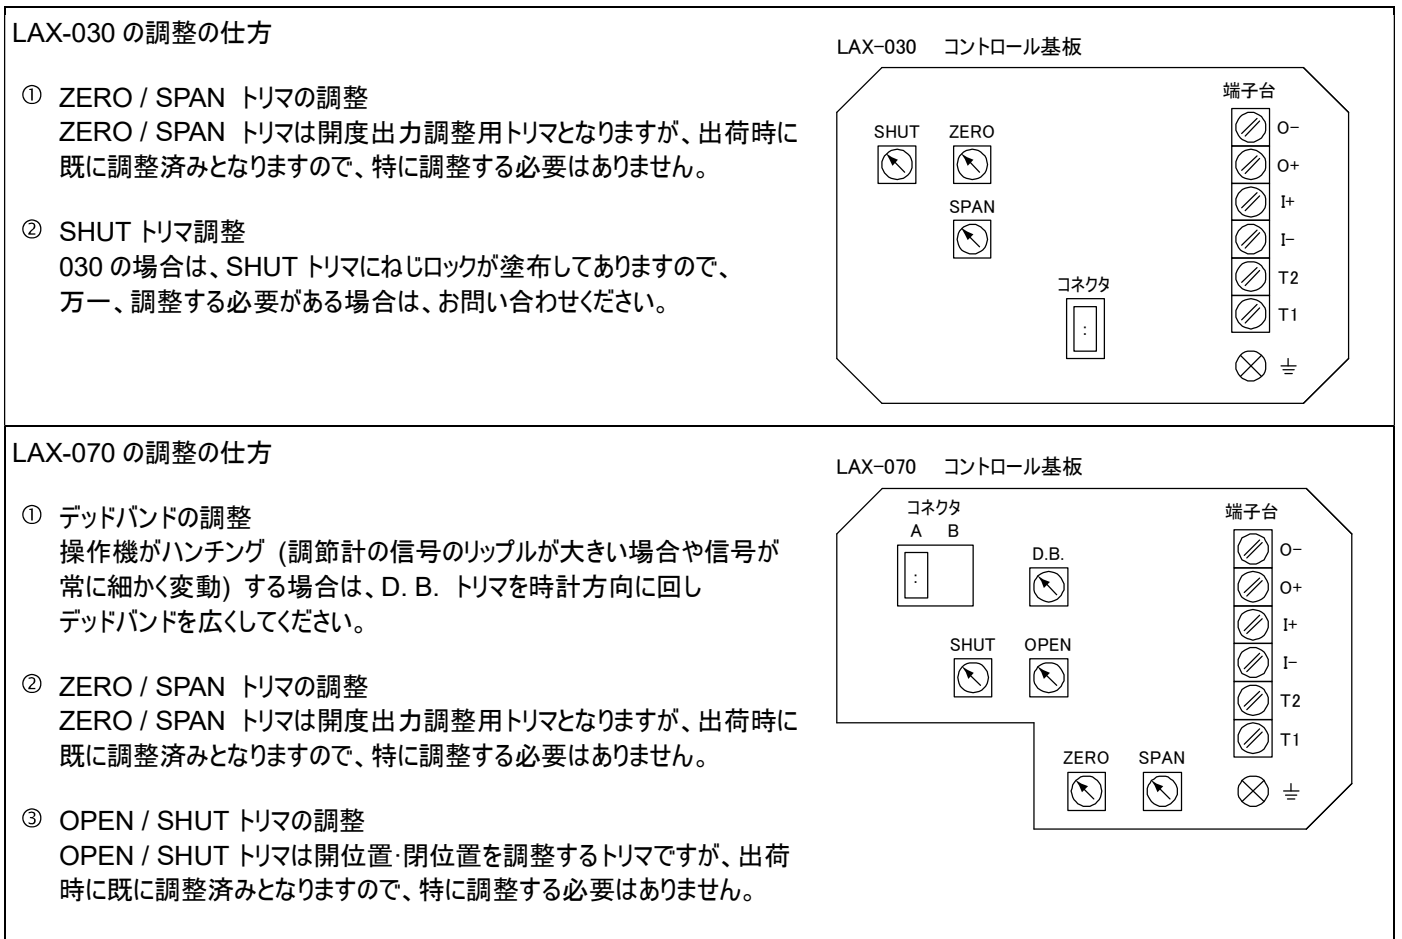 LAX-030 の調整の仕方
① ZERO / SPAN トリマの調整
ZERO / SPAN トリマは開度出力調整用トリマとなりますが、出荷時に
既に調整済みとなりますので、特に調整する必要はありません。
② SHUT トリマ調整
030 の場合は、SHUT トリマにねじロックが塗布してありますので、
万一、調整する必要がある場合は、お問い合わせください。
LAX-030 コントロール基板
端子台
SHUT ZERO
SPAN
コネクタ
:
O-
O+
I+
I-
T2
T1
LAX-070 の調整の仕方
① デッドバンドの調整
操作機がハンチング (調節計の信号のリップルが大きい場合や信号が
常に細かく変動) する場合は、D. B. トリマを時計方向に回し
デッドバンドを広くしてください。
② ZERO / SPAN トリマの調整
ZERO / SPAN トリマは開度出力調整用トリマとなりますが、出荷時に
既に調整済みとなりますので、特に調整する必要はありません。
③ OPEN / SHUT トリマの調整
OPEN / SHUT トリマは開位置·閉位置を調整するトリマですが、出荷
時に既に調整済みとなりますので、特に調整する必要はありません。
LAX-070 コントロール基板
コネクタ
A B
:
D.B.
SHUT OPEN
ZERO SPAN
端子台
O-
O+
I+
I-
T2
T1